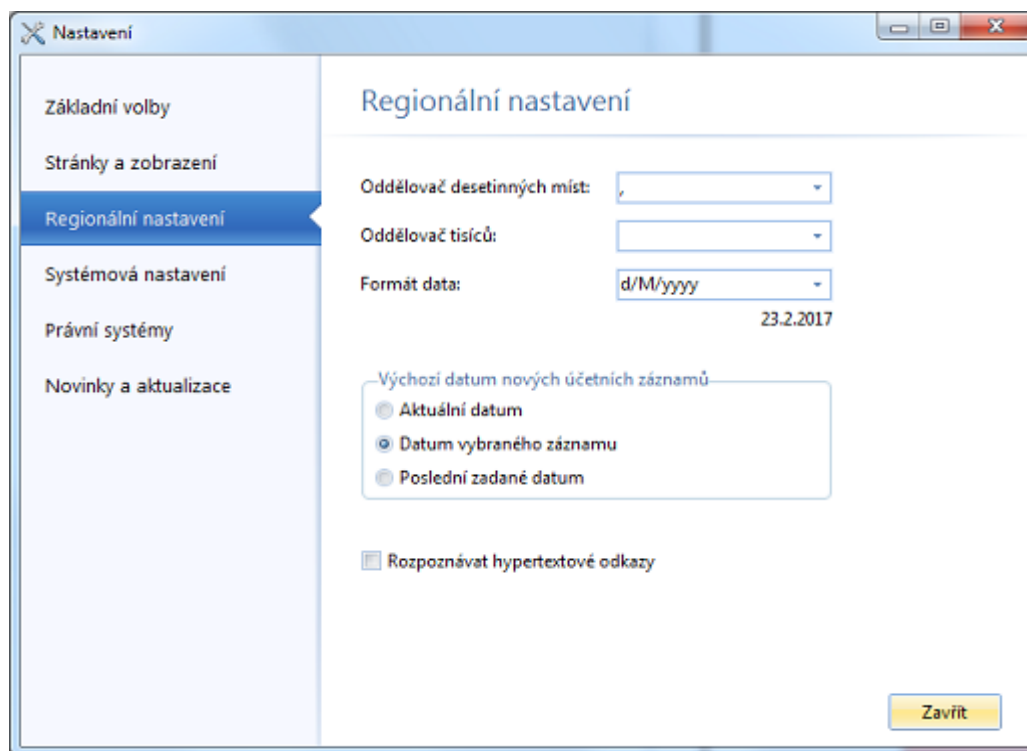 Nastavení
Základní volby
Stránky a zobrazení
Regionální nastavení
Systémová nastavení
Právní systémy
Novinky a aktualizace
Regionální nastavení
Oddělovač desetinných míst: ,
Oddělovač tisíců:
Formát data: d/M/yyyy
23.2.2017
Výchozí datum nových účetních záznamů
Aktuální datum
Datum vybraného záznamu
Poslední zadané datum
Rozpoznávat hypertextové odkazy
Zavřít